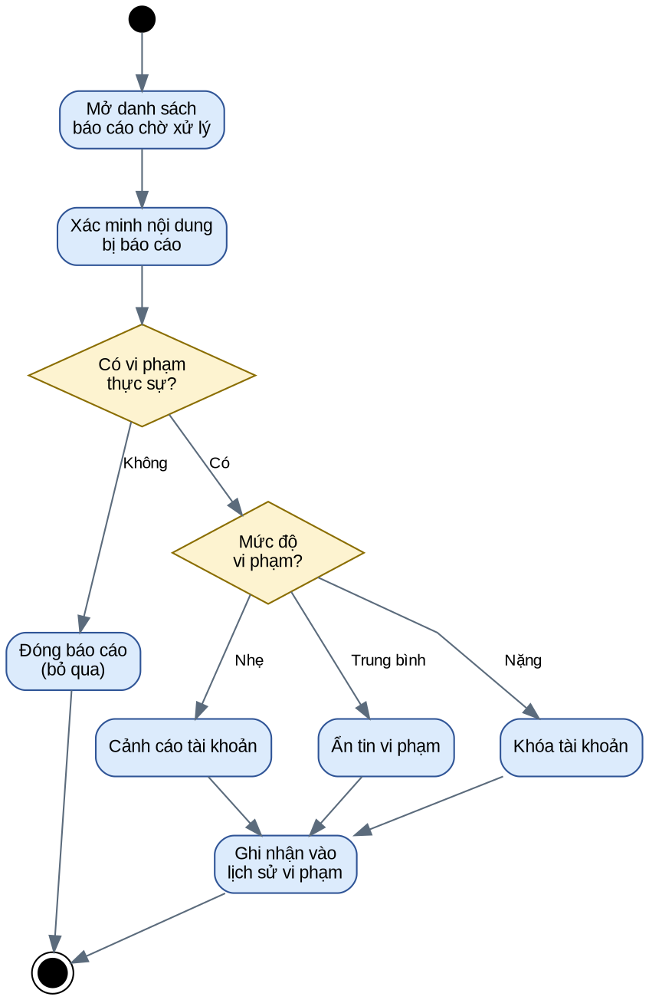 Mở danh sách
báo cáo chờ xử lý
Xác minh nội dung
bị báo cáo
Có vi phạm
thực sự?
Không
Có
Mức độ
vi phạm?
Đóng báo cáo
(bỏ qua)
Nhẹ
Trung bình
Nặng
Cảnh cáo tài khoản
Ẩn tin vi phạm
Khóa tài khoản
Ghi nhận vào
lịch sử vi phạm